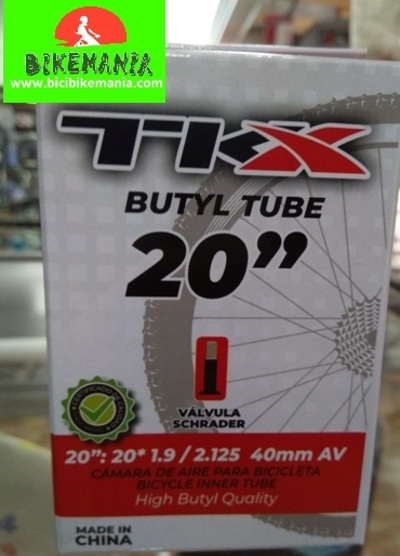 BIKEMANIA
www.bicibikemania.com
TKX
BUTYL TUBE
20”
VÁLVULA
SCHRADER
20”: 20* 1.9 / 2.125 40mm AV
CÁMARA DE AIRE PARA BICICLETA
BICYCLE INNER TUBE
High Butyl Quality
MADE IN
CHINA